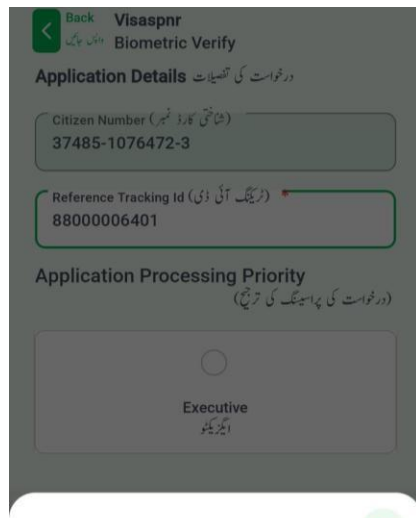 Back Visaspnr
واپس جائیں Biometric Verify
Application Details درخواست کی تفصیلات
Citizen Number (شناختی کارڈ نمبر)
37485-1076472-3
Reference Tracking Id (ٹریکنگ آئی ڈی) *
88000006401
Application Processing Priority
(درخواست کی پراسیسنگ کی ترجیح)
Executive
ایگزیکٹو